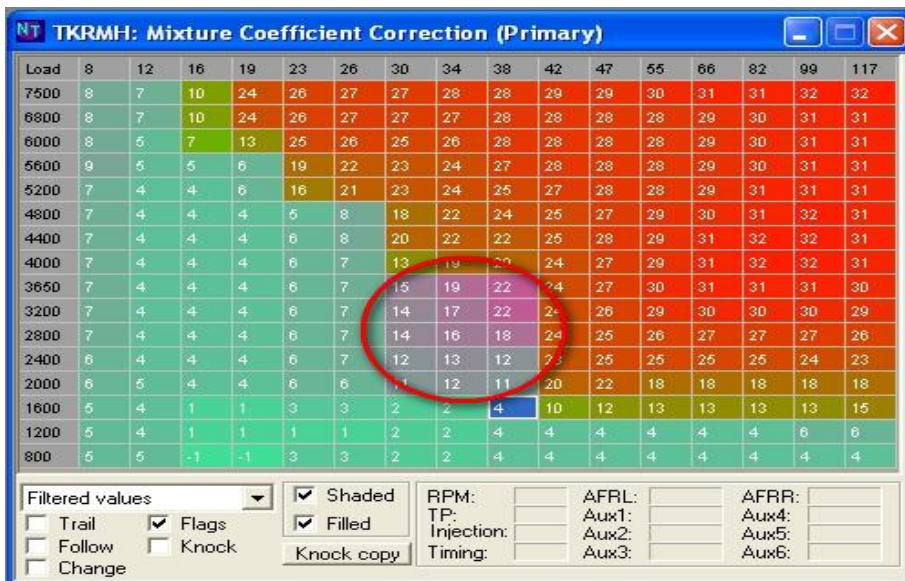 NT TKRMH: Mixture Coefficient Correction (Primary)
Load 8 12 16 19 23 26 30 34 38 42 47 55 66 82 99 117
7500 8 7 10 24 26 27 27 28 28 29 29 30 31 31 32 32
6800 8 7 10 24 26 27 27 27 28 28 28 29 30 31 31
6000 8 5 7 13 25 26 25 26 28 28 28 28 29 30 31 31
5600 9 5 5 6 19 22 23 24 27 28 28 28 29 30 31 31
5200 7 4 4 6 16 21 23 24 25 27 28 28 29 31 31 31
4800 7 4 4 4 5 8 18 22 24 25 27 29 30 31 32 31
4400 7 4 4 4 6 8 20 22 22 25 28 29 31 32 32 31
4000 7 4 4 4 6 7 13 19 24 27 29 31 32 32 31
3650 7 4 4 4 6 7 15 19 22 24 27 30 31 31 31 30
3200 7 4 4 4 6 7 14 17 22 24 26 29 30 30 30 29
2800 7 4 4 4 6 7 14 16 18 24 25 26 27 27 27 26
2400 6 4 4 4 6 7 12 13 12 25 25 25 25 24 23
2000 6 5 4 4 6 6 12 11 20 22 18 18 18 18 18
1600 5 4 1 1 3 3 2 2 4 10 12 13 13 13 13 15
1200 5 4 1 1 1 1 2 2 4 4 4 4 4 4 6 6
800 5 5 -1 -1 3 3 2 2 4 4 4 4 4 4 4 4
Filtered values
Shaded
RPM: AFRL: AFRR:
Trail Flags
Filled
TP: Aux1: Aux4:
Follow Knock
Injection: Aux2: Aux5:
Change
Knock copy
Timing: Aux3: Aux6: